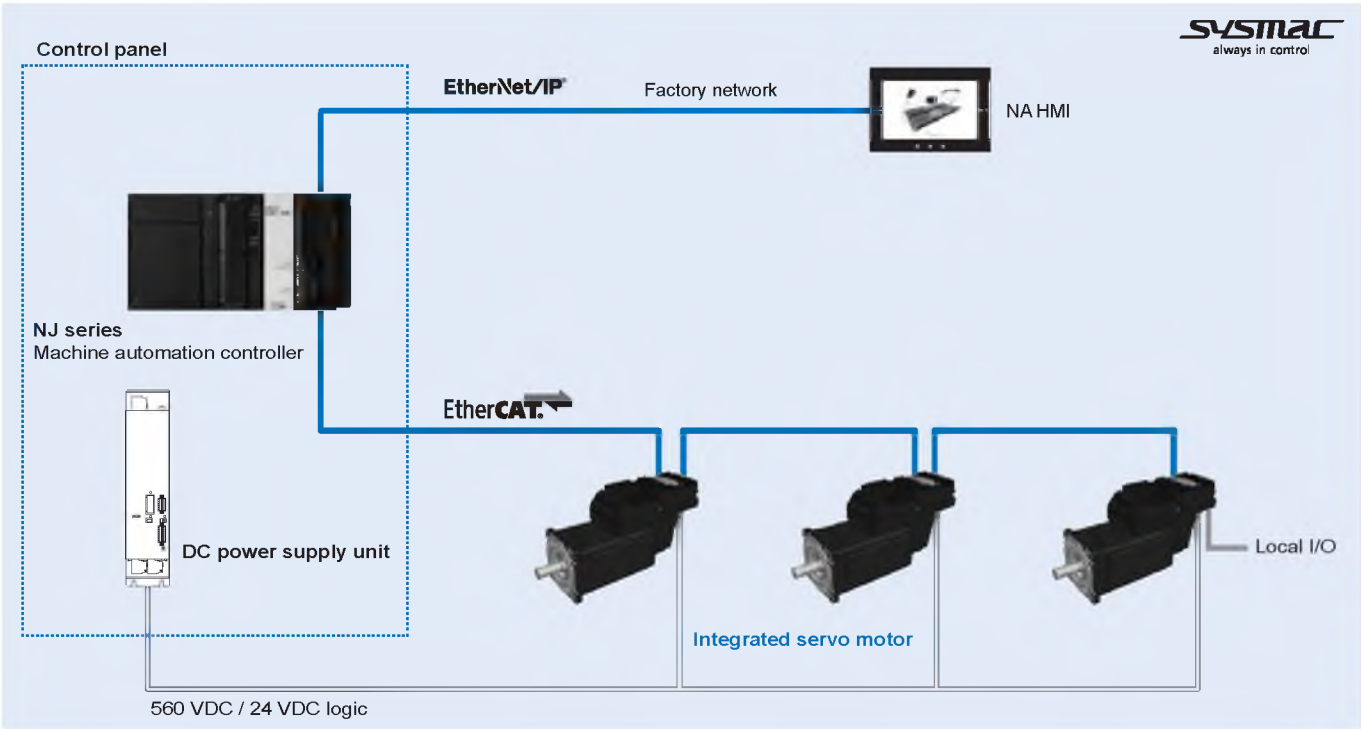 sysmac
always in control
Control panel
EtherNet/IP®
Factory network
NA HMI
NJ series
Machine automation controller
EtherCAT®
DC power supply unit
Local I/O
Integrated servo motor
560 VDC / 24 VDC logic